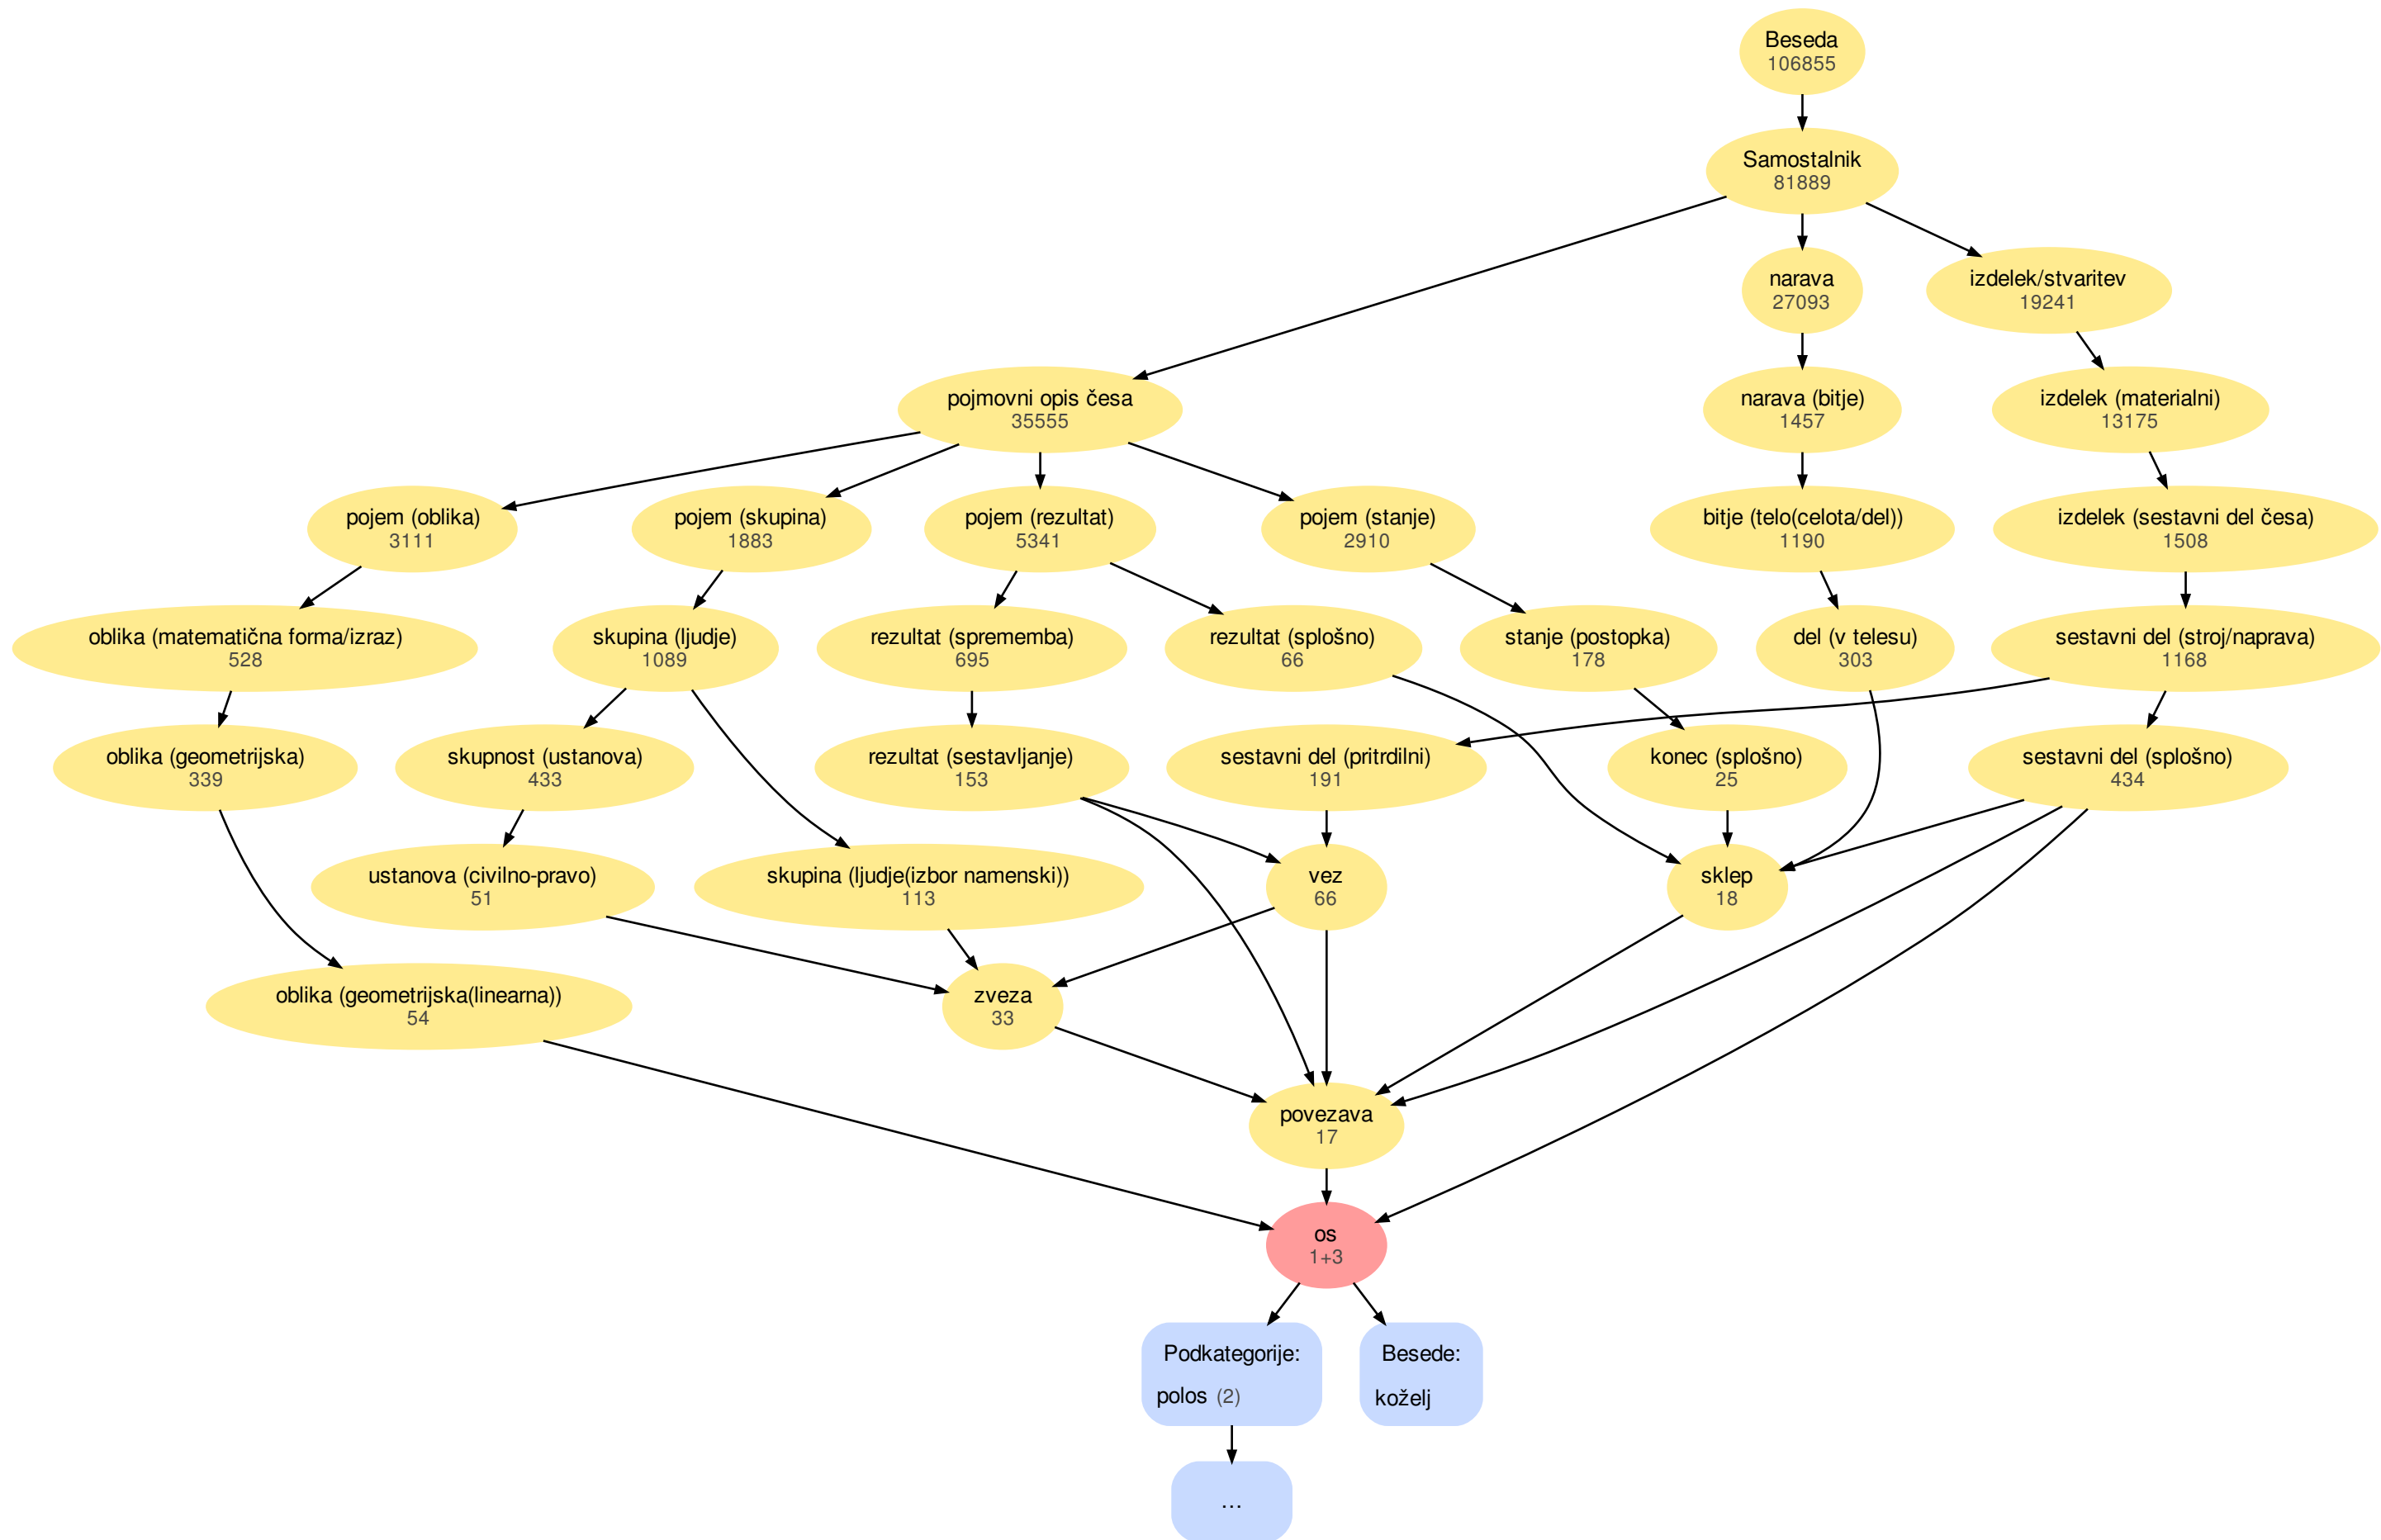 Beseda
106855
Samostalnik
81889
narava
27093
izdelek/stvaritev
19241
pojmovni opis česa
35555
narava (bitje)
1457
izdelek (materialni)
13175
pojem (oblika)
3111
pojem (skupina)
1883
pojem (rezultat)
5341
pojem (stanje)
2910
bitje (telo(celota/del))
1190
izdelek (sestavni del česa)
1508
oblika (matematična forma/izraz)
528
skupina (ljudje)
1089
rezultat (sprememba)
695
rezultat (splošno)
66
stanje (postopka)
178
del (v telesu)
303
sestavni del (stroj/naprava)
1168
oblika (geometrijska)
339
skupnost (ustanova)
433
rezultat (sestavljanje)
153
sestavni del (pritrdilni)
191
konec (splošno)
25
sestavni del (splošno)
434
ustanova (civilno-pravo)
51
skupina (ljudje(izbor namenski))
113
vez
66
sklep
18
oblika (geometrijska(linearna))
54
zveza
33
povezava
17
os
1+3
Podkategorije:
polos (2)
Besede:
koželj
...